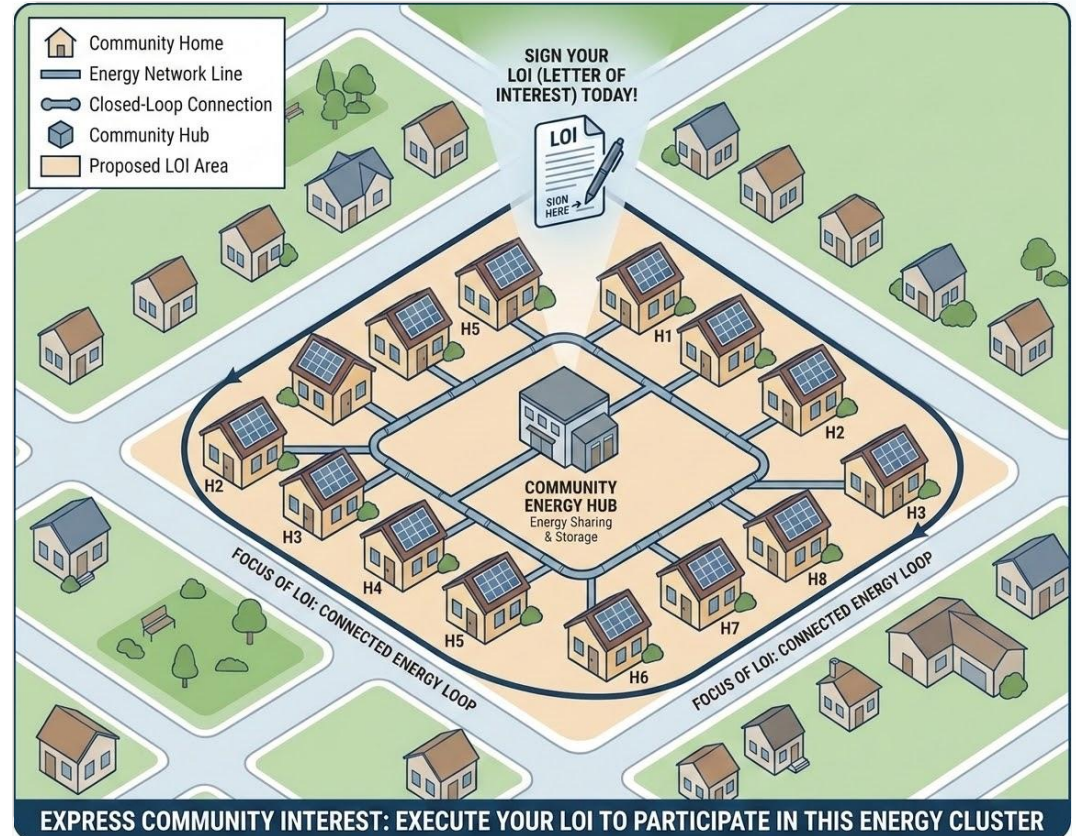 Community Home
Energy Network Line
Closed-Loop Connection
Community Hub
Proposed LOI Area
SIGN YOUR
LOI (LETTER OF
INTEREST) TODAY!
LOI
SION
HERE
H5
H1
H2
H2
H3
H3
COMMUNITY
ENERGY HUB
Energy Sharing
& Storage
H4
H8
H5
H7
H6
FOCUS OF LOI: CONNECTED ENERGY LOOP
FOCUS OF LOI: CONNECTED ENERGY LOOP
EXPRESS COMMUNITY INTEREST: EXECUTE YOUR LOI TO PARTICIPATE IN THIS ENERGY CLUSTER